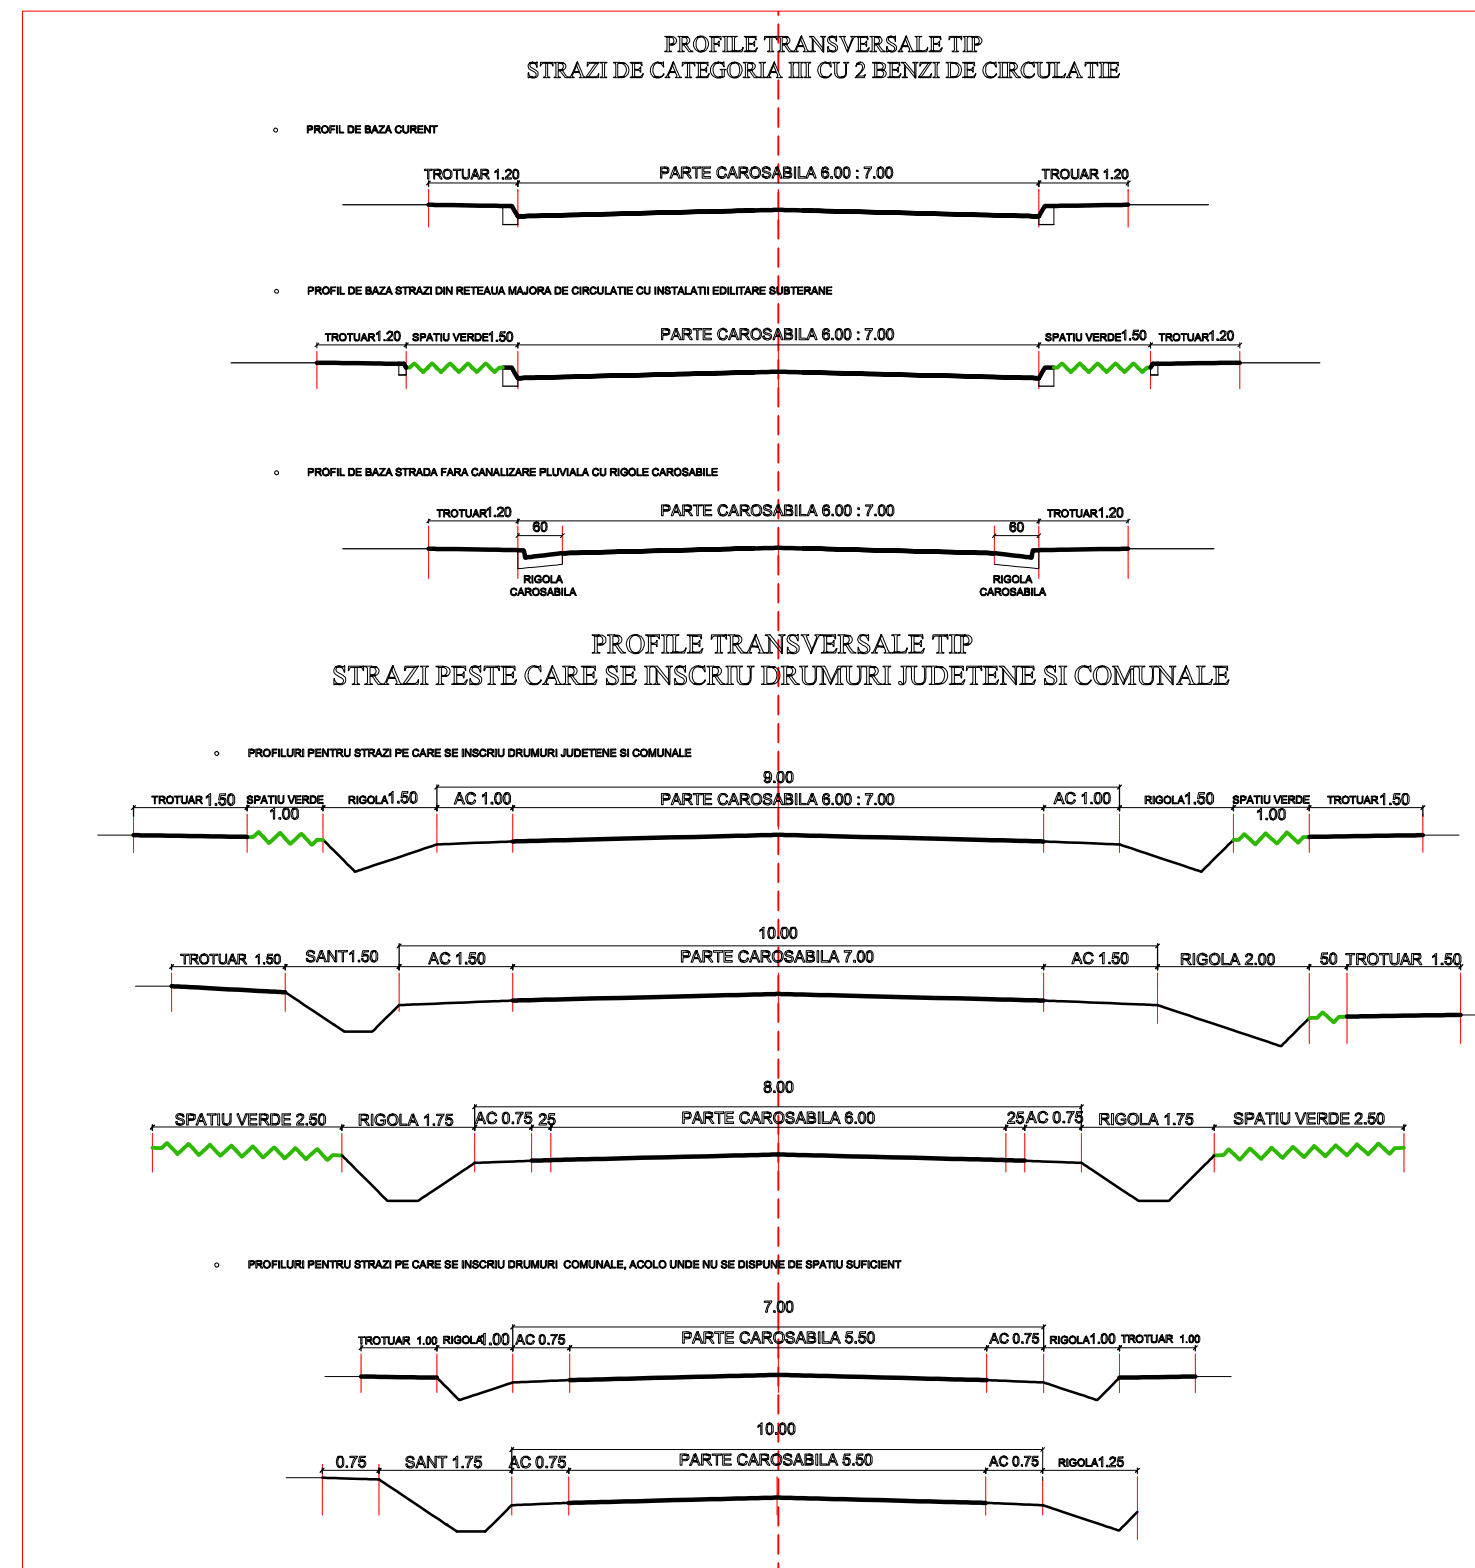 PROFILE TRANSVERSALE TIP
STRAZI DE CATEGORIA III CU 2 BENZI DE CIRCULATIE
PROFIL DE BAZA CURENT
TROTUAR 1.20 PARTE CAROSABILA 6.00 : 7.00 TROUAR 1.20
PROFIL DE BAZA STRAZI DIN RETEAUA MAJORA DE CIRCULATIE CU INSTALATII EDILITARE SUBTERANE
TROTUAR1.20 SPATIU VERDE1.50 PARTE CAROSABILA 6.00 : 7.00 SPATIU VERDE1.50 TROTUAR1.20
PROFIL DE BAZA STRADA FARA CANALIZARE PLUVIALA CU RIGOLE CAROSABILE
TROTUAR1.20 PARTE CAROSABILA 6.00 : 7.00 TROTUAR1.20
60 60
RIGOLA RIGOLA
CAROSABILA CAROSABILA
PROFILE TRANSVERSALE TIP
STRAZI PESTE CARE SE INSCRIU DRUMURI JUDETENE SI COMUNALE
PROFILURI PENTRU STRAZI PE CARE SE INSCRIU DRUMURI JUDETENE SI COMUNALE
9.00
TROTUAR 1.50 SPATIU VERDE RIGOLA1.50 AC 1.00 PARTE CAROSABILA 6.00 : 7.00 AC 1.00 RIGOLA1.50 SPATIU VERDE TROTUAR1.50
1.00 1.00
10.00
TROTUAR 1.50 SANT1.50 AC 1.50 PARTE CAROSABILA 7.00 AC 1.50 RIGOLA 2.00 50 TROTUAR 1.50
8.00
SPATIU VERDE 2.50 RIGOLA 1.75 AC 0.75 25 PARTE CAROSABILA 6.00 25 AC 0.75 RIGOLA 1.75 SPATIU VERDE 2.50
PROFILURI PENTRU STRAZI PE CARE SE INSCRIU DRUMURI COMUNALE, ACOLO UNDE NU SE DISPUNE DE SPATIU SUFICIENT
7.00
TROTUAR 1.00 RIGOLA1.00 AC 0.75 PARTE CAROSABILA 5.50 AC 0.75 RIGOLA1.00 TROTUAR 1.00
10.00
0.75 SANT 1.75 AC 0.75 PARTE CAROSABILA 5.50 AC 0.75 RIGOLA1.25